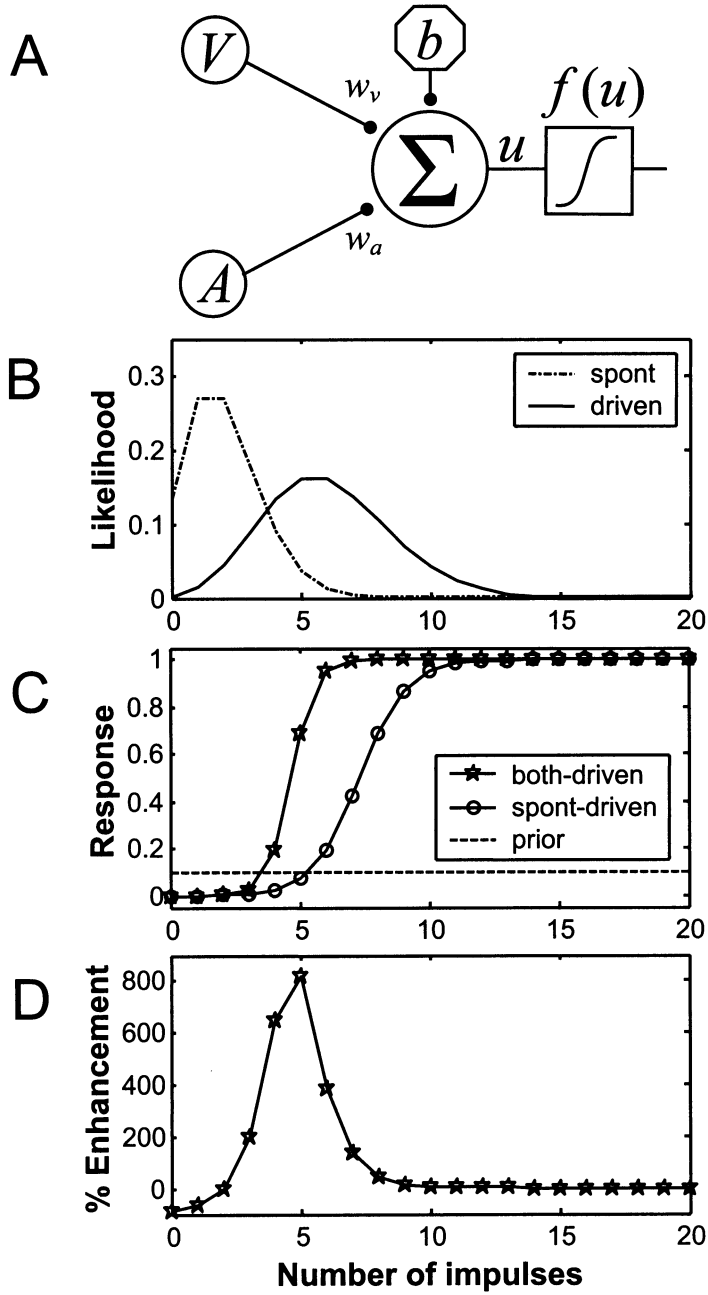 A
V
b
w_v
f(u)
Σ
u
w_a
A
B
Likelihood
0.3
0.2
0.1
0
spont
driven
0 5 10 15 20
C
Response
1
0.8
0.6
0.4
0.2
0
both-driven
spont-driven
prior
0 5 10 15 20
D
% Enhancement
800
600
400
200
0
0 5 10 15 20
Number of impulses